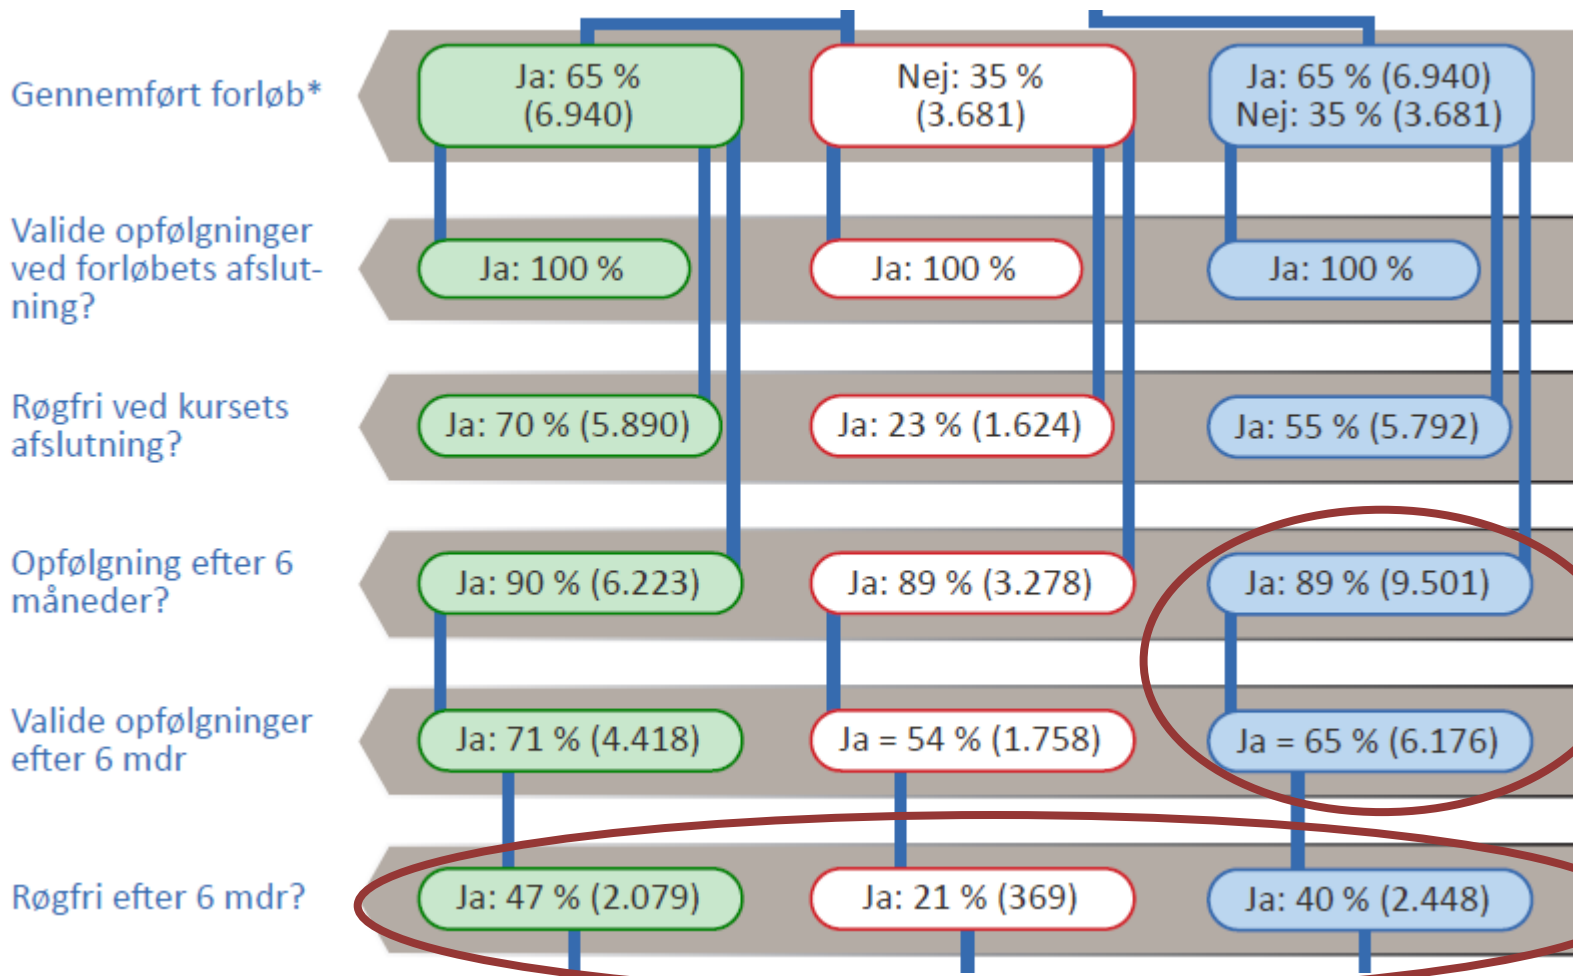 Gennemført forløb*
Ja: 65 %
(6.940)
Nej: 35 %
(3.681)
Ja: 65 % (6.940)
Nej: 35 % (3.681)
Valide opfølgninger
ved forløbets afslut-
ning?
Ja: 100 %
Ja: 100 %
Ja: 100 %
Røgfri ved kursets
afslutning?
Ja: 70 % (5.890)
Ja: 23 % (1.624)
Ja: 55 % (5.792)
Opfølgning efter 6
måneder?
Ja: 90 % (6.223)
Ja: 89 % (3.278)
Ja: 89 % (9.501)
Valide opfølgninger
efter 6 mdr
Ja: 71 % (4.418)
Ja = 54 % (1.758)
Ja = 65 % (6.176)
Røgfri efter 6 mdr?
Ja: 47 % (2.079)
Ja: 21 % (369)
Ja: 40 % (2.448)